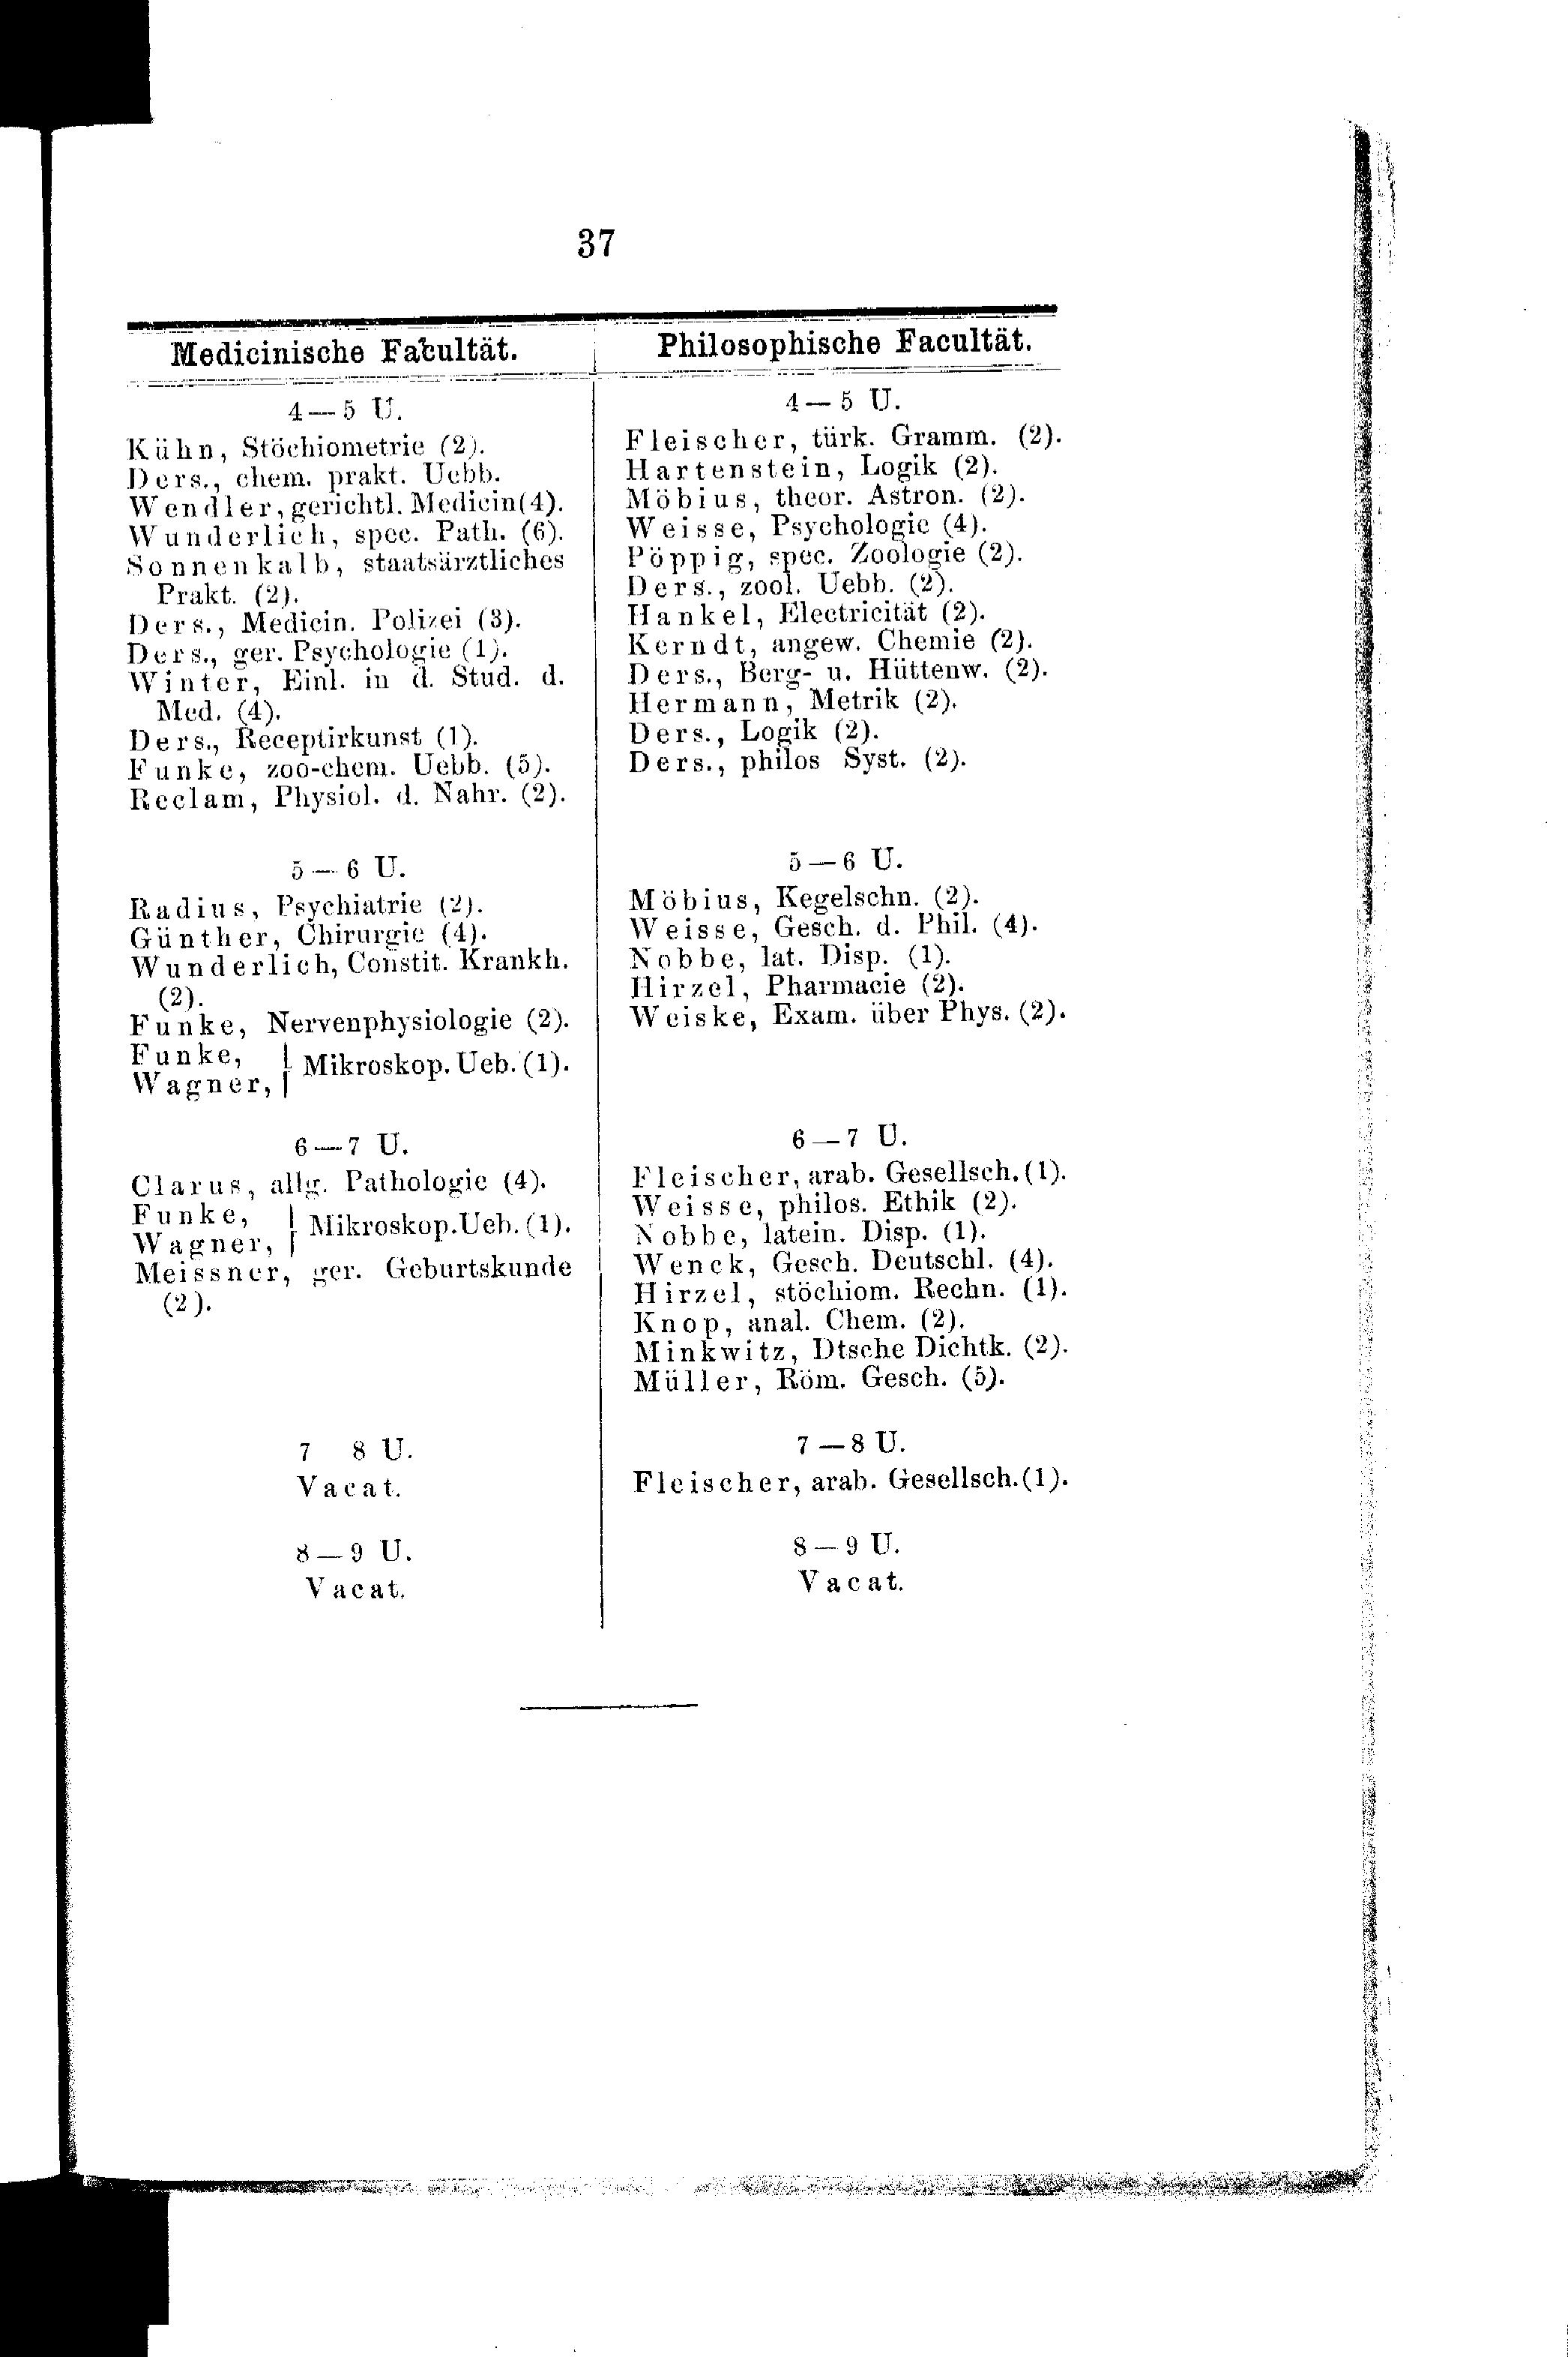 37
Medicinische Facultät.
4—5 U.
Kühn, Stöchiometrie (2).
Ders., chem. prakt. Uebb.
Wendler, gerichtl. Medicin(4).
Wunderlich, spec. Path. (6).
Sonnenkalb, staatsärztliches
Prakt. (2).
Ders., Medicin. Polizei (3).
Ders., ger. Psychologie (1).
Winter, Einl. in d. Stud. d.
Med. (4).
Ders., Receptirkunst (1).
Funke, zoo-chem. Uebb. (5).
Reclam, Physiol. d. Nahr. (2).
5—6 U.
Radius, Psychiatrie (2).
Günther, Chirurgie (4).
Wunderlich, Constit. Krankh.
(2).
Funke, Nervenphysiologie (2).
Funke,
Wagner, } Mikroskop. Ueb. (1).
6—7 U.
Clarus, allg. Pathologie (4).
Funke,
Wagner, } Mikroskop. Ueb. (1).
Meissner, ger. Geburtskunde
(2).
7 8 U.
Vacat.
8—9 U.
Vacat.
Philosophische Facultät.
4—5 U.
Fleischer, türk. Gramm. (2).
Hartenstein, Logik (2).
Möbius, theor. Astron. (2).
Weisse, Psychologie (4).
Pöppig, spec. Zoologie (2).
Ders., zool. Uebb. (2).
Hankel, Electricität (2).
Kerndt, angew. Chemie (2).
Ders., Berg- u. Hüttenw. (2).
Hermann, Metrik (2).
Ders., Logik (2).
Ders., philos Syst. (2).
5—6 U.
Möbius, Kegelschn. (2).
Weisse, Gesch. d. Phil. (4).
Nobbe, lat. Disp. (1).
Hirzel, Pharmacie (2).
Weiske, Exam. über Phys. (2).
6—7 U.
Fleischer, arab. Gesellsch. (1).
Weisse, philos. Ethik (2).
Nobbe, latein. Disp. (1).
Wenck, Gesch. Deutschl. (4).
Hirzel, stöchiom. Rechn. (1).
Knop, anal. Chem. (2).
Minkwitz, Dtsche Dichtk. (2).
Müller, Röm. Gesch. (5).
7—8 U.
Fleischer, arab. Gesellsch. (1).
8—9 U.
Vacat.